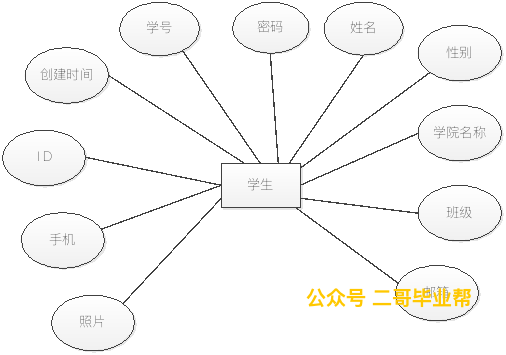 学号
密码
姓名
性别
创建时间
学院名称
ID
学生
班级
手机
邮箱
公众号 二哥毕业帮
照片